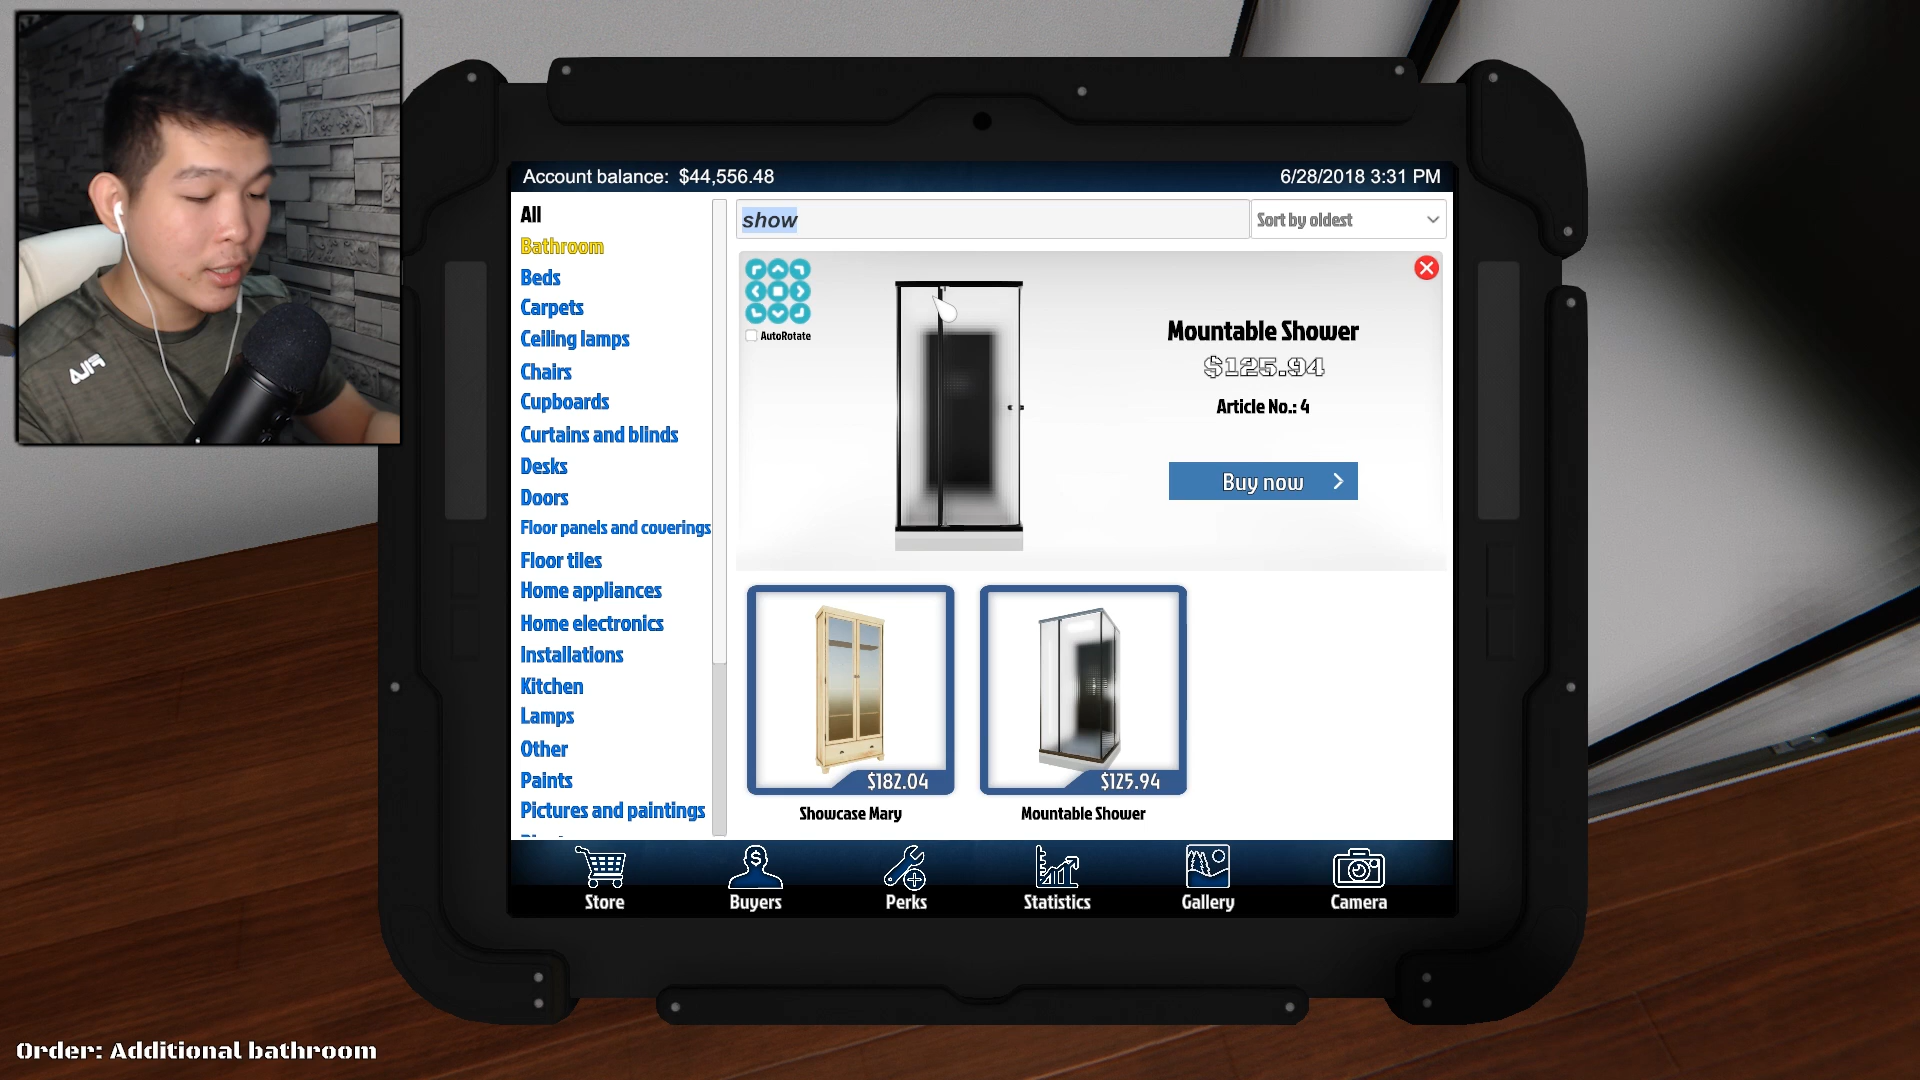 Account balance: $44,556.48
6/28/2018 3:31 PM
All
Bathroom
Beds
Carpets
Ceiling lamps
Chairs
Cupboards
Curtains and blinds
Desks
Doors
Floor panels and coverings
Floor tiles
Home appliances
Home electronics
Installations
Kitchen
Lamps
Other
Paints
Pictures and paintings
show
Sort by oldest
AutoRotate
Mountable Shower
$125.94
Article No.: 4
Buy now
$182.04
Showcase Mary
$125.94
Mountable Shower
Store
Buyers
Perks
Statistics
Gallery
Camera
Order: Additional bathroom
FILA